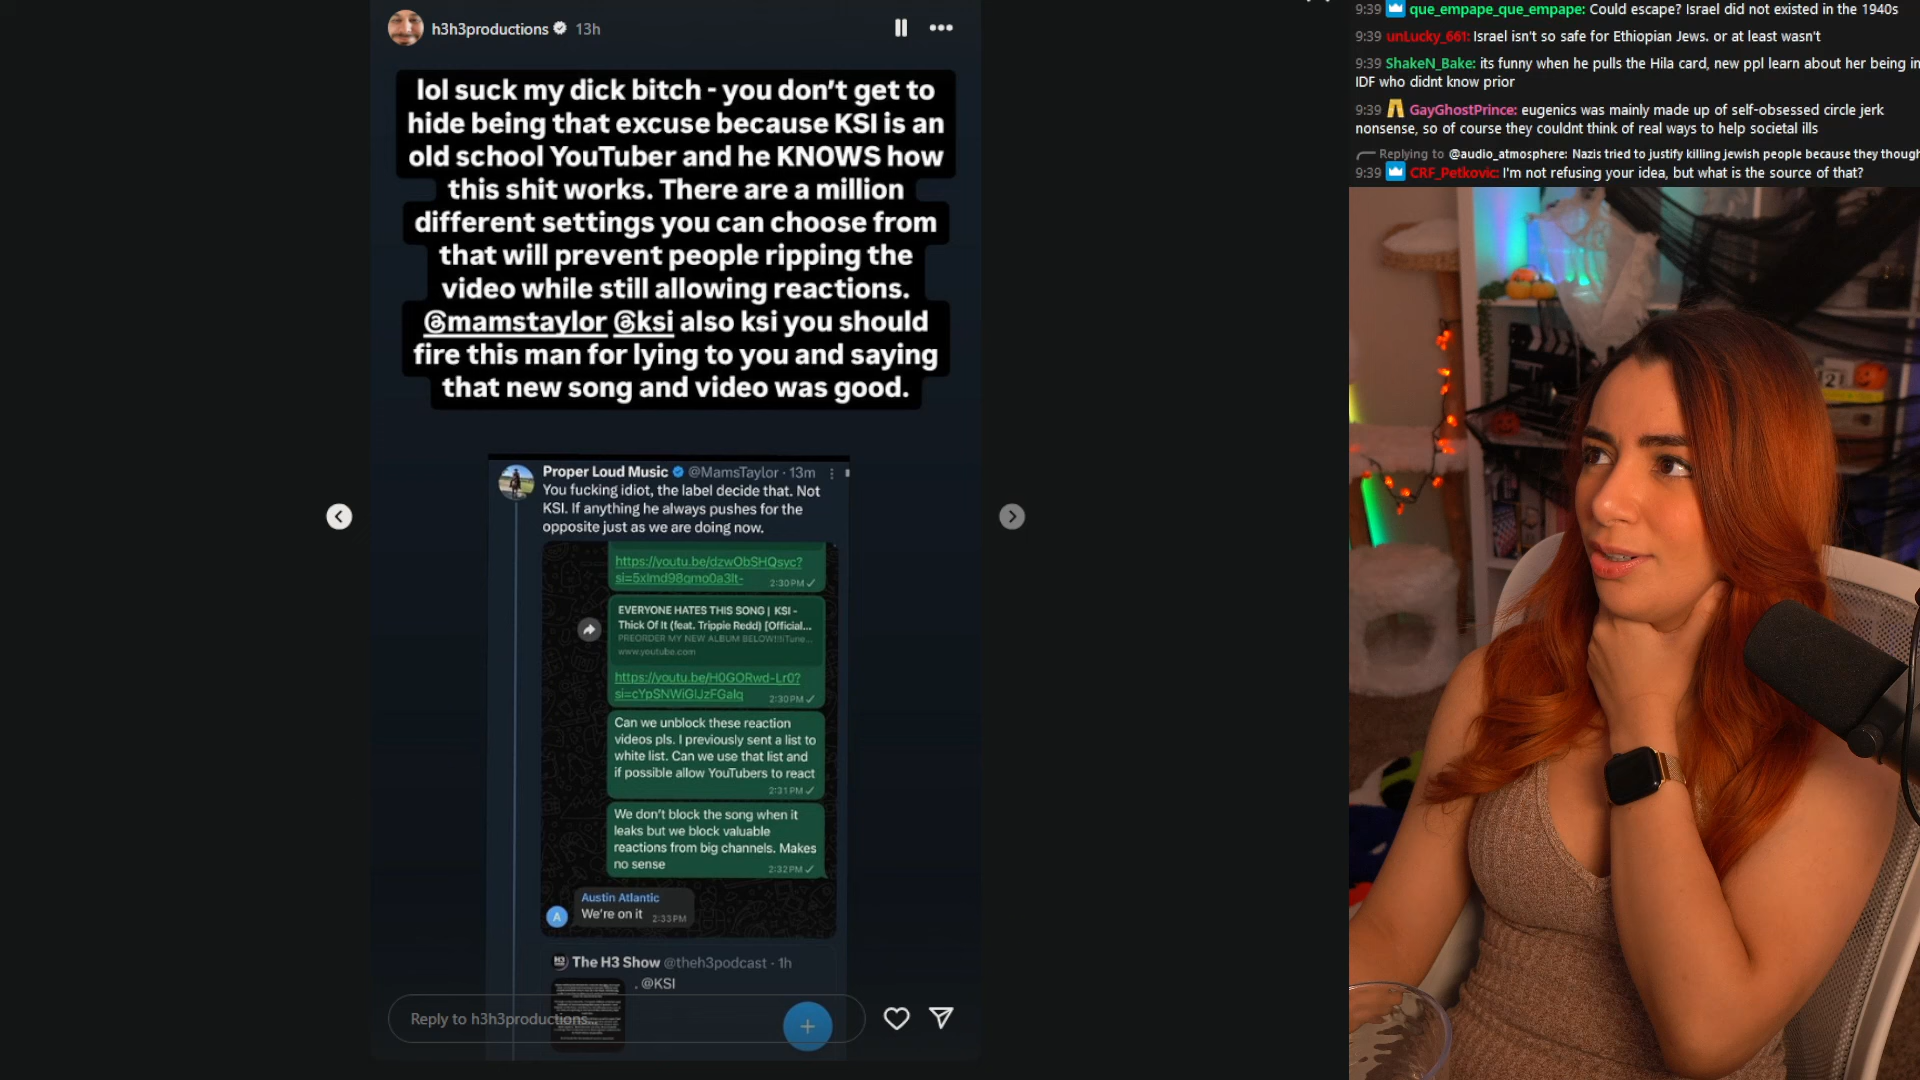 h3h3productions 13h
lol suck my dick bitch - you don't get to
hide being that excuse because KSI is an
old school YouTuber and he KNOWS how
this shit works. There are a million
different settings you can choose from
that will prevent people ripping the
video while still allowing reactions.
@mamstaylor @ksi also ksi you should
fire this man for lying to you and saying
that new song and video was good.
Proper Loud Music @MamsTaylor · 13m
You fucking idiot, the label decide that. Not
KSI. If anything he always pushes for the
opposite just as we are doing now.
https://youtu.be/dzwObSHQsyc?
si=5xlmd98qmo0a3lt-
2:30PM
EVERYONE HATES THIS SONG | KSI -
Thick Of It (feat. Trippie Redd) [Official...
PREORDER MY NEW ALBUM BELOW!!!iTune...
www.youtube.com
https://youtu.be/H0GORwd-Lr0?
si=cYpSNWiGlJzFGalq
2:30PM
Can we unblock these reaction
videos pls. I previously sent a list to
white list. Can we use that list and
if possible allow YouTubers to react
2:31PM
We don't block the song when it
leaks but we block valuable
reactions from big channels. Makes
no sense
2:32PM
Austin Atlantic
A
We're on it 2:33PM
H3 The H3 Show @theh3podcast · 1h
. @KSI
Reply to h3h3productions...
9:39 que_empape_que_empape: Could escape? Israel did not existed in the 1940s
9:39 unLucky_661: Israel isn't so safe for Ethiopian Jews. or at least wasn't
9:39 ShakeN_Bake: its funny when he pulls the Hila card, new ppl learn about her being in
IDF who didnt know prior
9:39 GayGhostPrince: eugenics was mainly made up of self-obsessed circle jerk
nonsense, so of course they couldnt think of real ways to help societal ills
Replying to @audio_atmosphere: Nazis tried to justify killing jewish people because they though
9:39 CRF_Petkovic: I'm not refusing your idea, but what is the source of that?